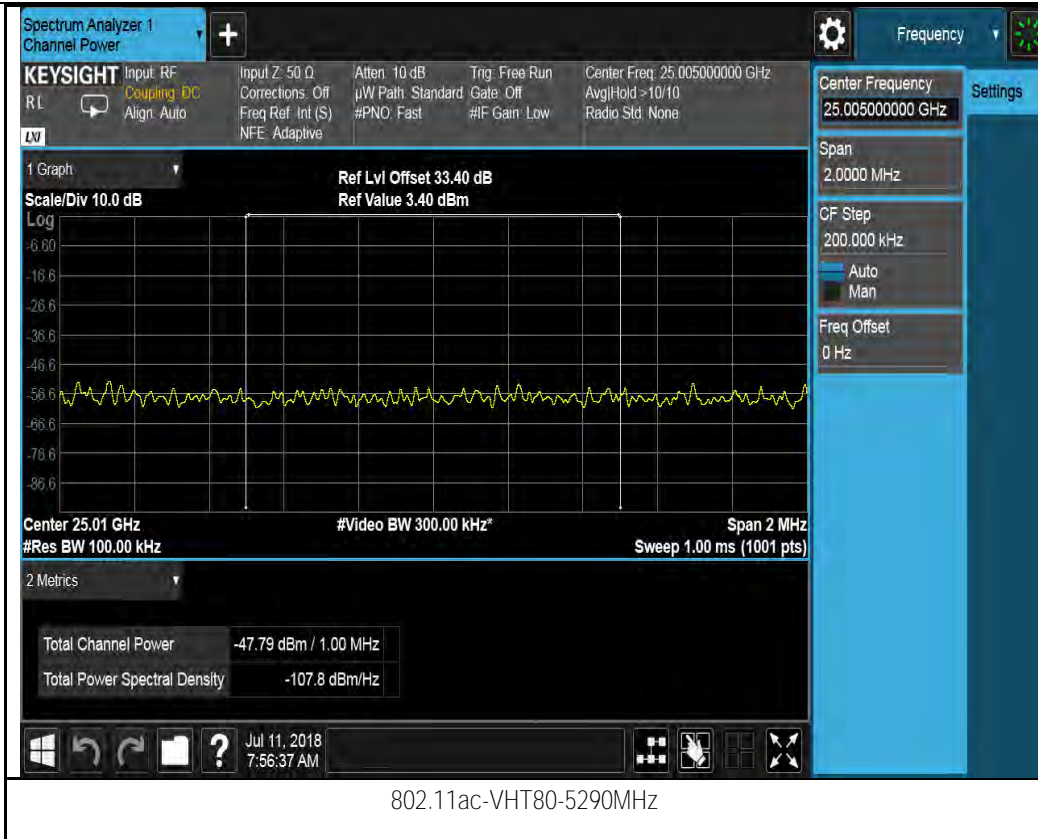 Spectrum Analyzer 1
Channel Power
+
Frequency
KEYSIGHT
R L
LXI
Input: RF
Coupling: DC
Align: Auto
Input Z: 50 Ω
Corrections: Off
Freq Ref: Int (S)
NFE: Adaptive
Atten: 10 dB
µW Path: Standard
#PNO: Fast
Trig: Free Run
Gate: Off
#IF Gain: Low
Center Freq: 25.005000000 GHz
Avg|Hold >10/10
Radio Std: None
Center Frequency
25.005000000 GHz
Settings
Span
2.0000 MHz
CF Step
200.000 kHz
Auto
Man
Freq Offset
0 Hz
1 Graph
Scale/Div 10.0 dB
Ref Lvl Offset 33.40 dB
Ref Value 3.40 dBm
Log
-6.60
-16.6
-26.6
-36.6
-46.6
-56.6
-66.6
-76.6
-86.6
Center 25.01 GHz
#Res BW 100.00 kHz
#Video BW 300.00 kHz*
Span 2 MHz
Sweep 1.00 ms (1001 pts)
2 Metrics
Total Channel Power -47.79 dBm / 1.00 MHz
Total Power Spectral Density -107.8 dBm/Hz
?
Jul 11, 2018
7:56:37 AM
802.11ac-VHT80-5290MHz